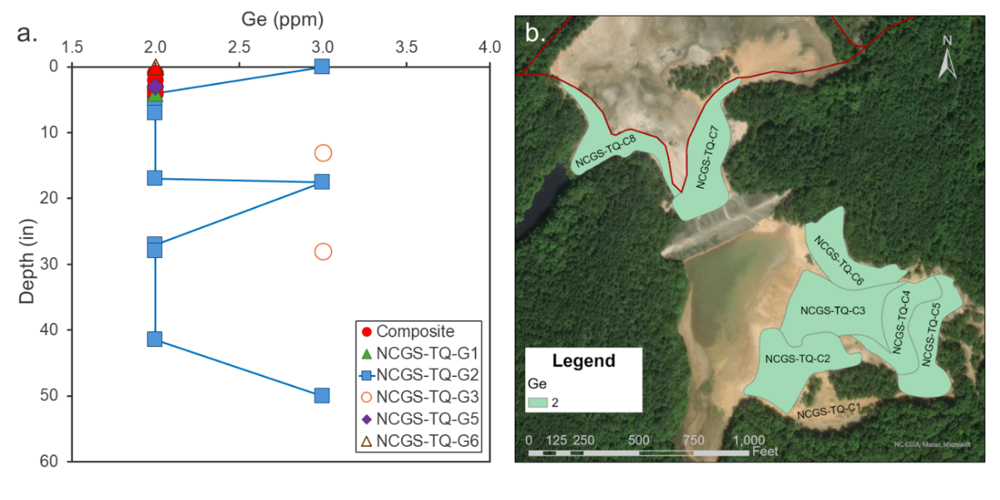 a.
Ge (ppm)
1.5 2.0 2.5 3.0 3.5 4.0
0
10
20
30
40
50
60
Depth (in)
Composite
NCGS-TQ-G1
NCGS-TQ-G2
NCGS-TQ-G3
NCGS-TQ-G5
NCGS-TQ-G6
b.
N
NCGS-TQ-C8
NCGS-TQ-C7
NCGS-TQ-C6
NCGS-TQ-C3
NCGS-TQ-C4
NCGS-TQ-C5
NCGS-TQ-C2
NCGS-TQ-C1
Legend
Ge
2
0 125 250 500 750 1,000
Feet
NC CGIA, Maxar, Microsoft